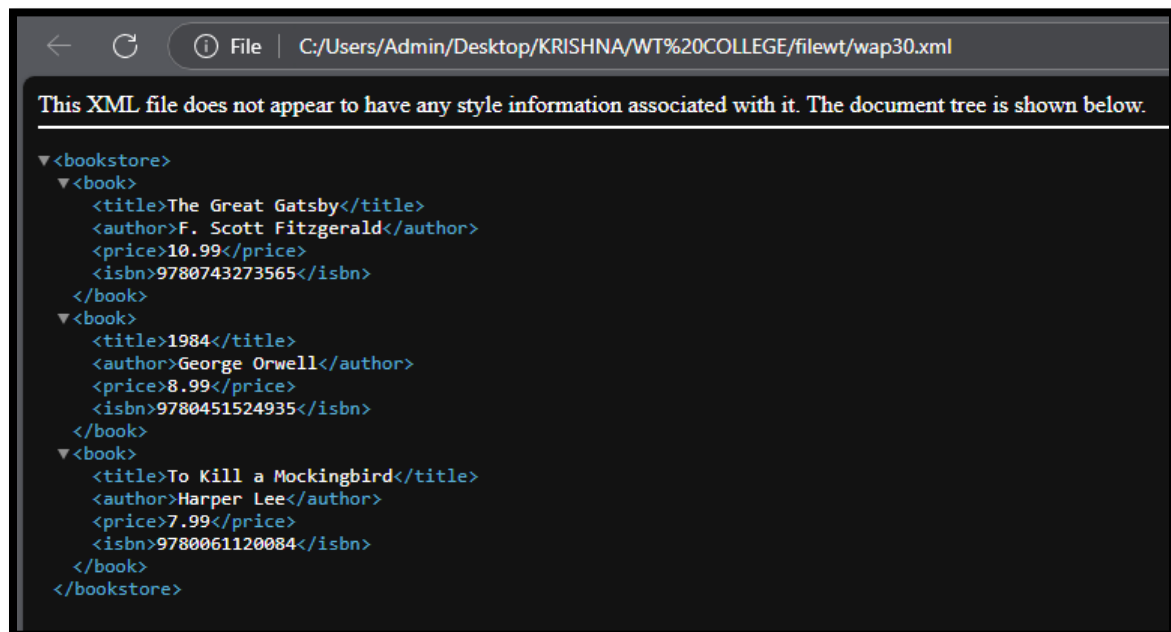 File | C:/Users/Admin/Desktop/KRISHNA/WT%20COLLEGE/filewt/wap30.xml
This XML file does not appear to have any style information associated with it. The document tree is shown below.
▼<bookstore>
▼<book>
<title>The Great Gatsby</title>
<author>F. Scott Fitzgerald</author>
<price>10.99</price>
<isbn>9780743273565</isbn>
</book>
▼<book>
<title>1984</title>
<author>George Orwell</author>
<price>8.99</price>
<isbn>9780451524935</isbn>
</book>
▼<book>
<title>To Kill a Mockingbird</title>
<author>Harper Lee</author>
<price>7.99</price>
<isbn>9780061120084</isbn>
</book>
</bookstore>